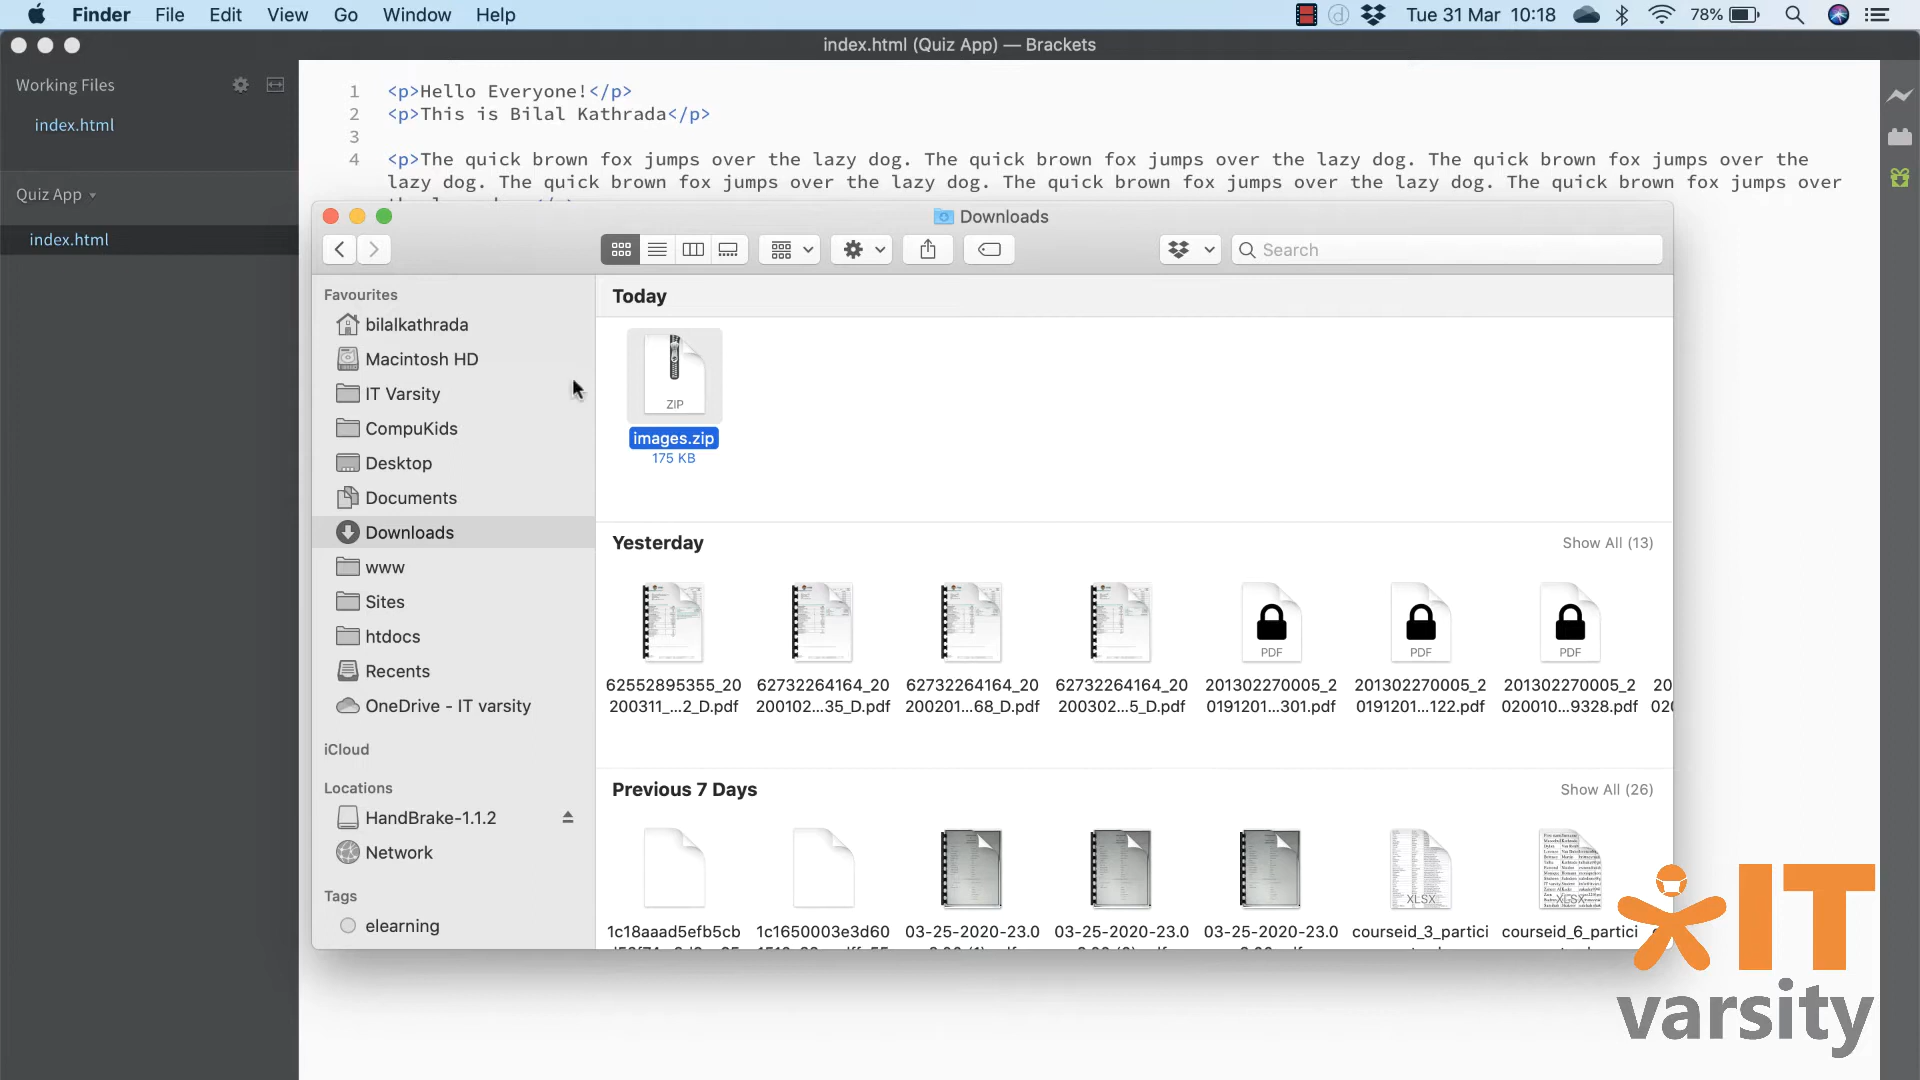 Finder File Edit View Go Window Help
Tue 31 Mar 10:18 78%
index.html (Quiz App) — Brackets
Working Files
index.html
Quiz App
index.html
1 <p>Hello Everyone!</p>
2 <p>This is Bilal Kathrada</p>
3
4 <p>The quick brown fox jumps over the lazy dog. The quick brown fox jumps over the lazy dog. The quick brown fox jumps over the
lazy dog. The quick brown fox jumps over the lazy dog. The quick brown fox jumps over the lazy dog. The quick brown fox jumps over
Downloads
Search
Favourites
bilalkathrada
Macintosh HD
IT Varsity
CompuKids
Desktop
Documents
Downloads
www
Sites
htdocs
Recents
OneDrive - IT varsity
iCloud
Locations
HandBrake-1.1.2
Network
Tags
elearning
Today
ZIP
images.zip
175 KB
Yesterday
Show All (13)
PDF PDF PDF
62552895355_20 62732264164_20 62732264164_20 62732264164_20 201302270005_2 201302270005_2 201302270005_2 20
200311_...2_D.pdf 200102...35_D.pdf 200201...68_D.pdf 200302...5_D.pdf 0191201...301.pdf 0191201...122.pdf 020010...9328.pdf
Previous 7 Days
Show All (26)
XLSX XLSX
1c18aaad5efb5cb 1c1650003e3d60 03-25-2020-23.0 03-25-2020-23.0 03-25-2020-23.0 courseid_3_partici courseid_6_partici
IT
varsity